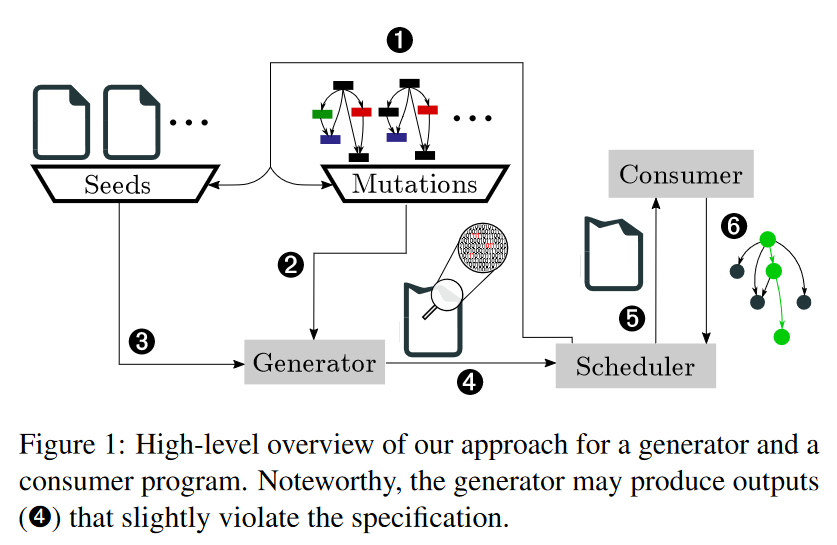 ❶
Seeds
Mutations
Consumer
❷
❻
❸
❺
Generator
Scheduler
❹
Figure 1: High-level overview of our approach for a generator and a
consumer program. Noteworthy, the generator may produce outputs
(❹) that slightly violate the specification.